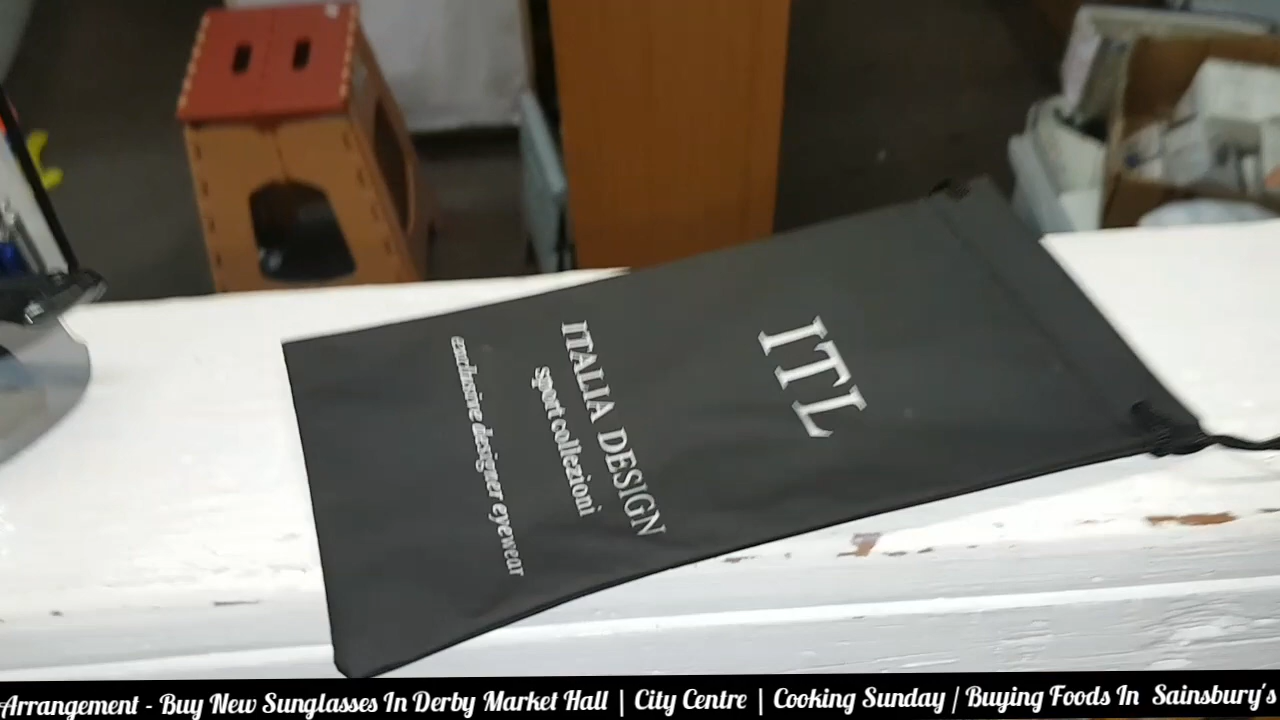 ITL
ITALIA DESIGN
sport collezioni
exclusive designer eyewear
Arrangement - Buy New Sunglasses In Derby Market Hall | City Centre | Cooking Sunday / Buying Foods In Sainsbury's